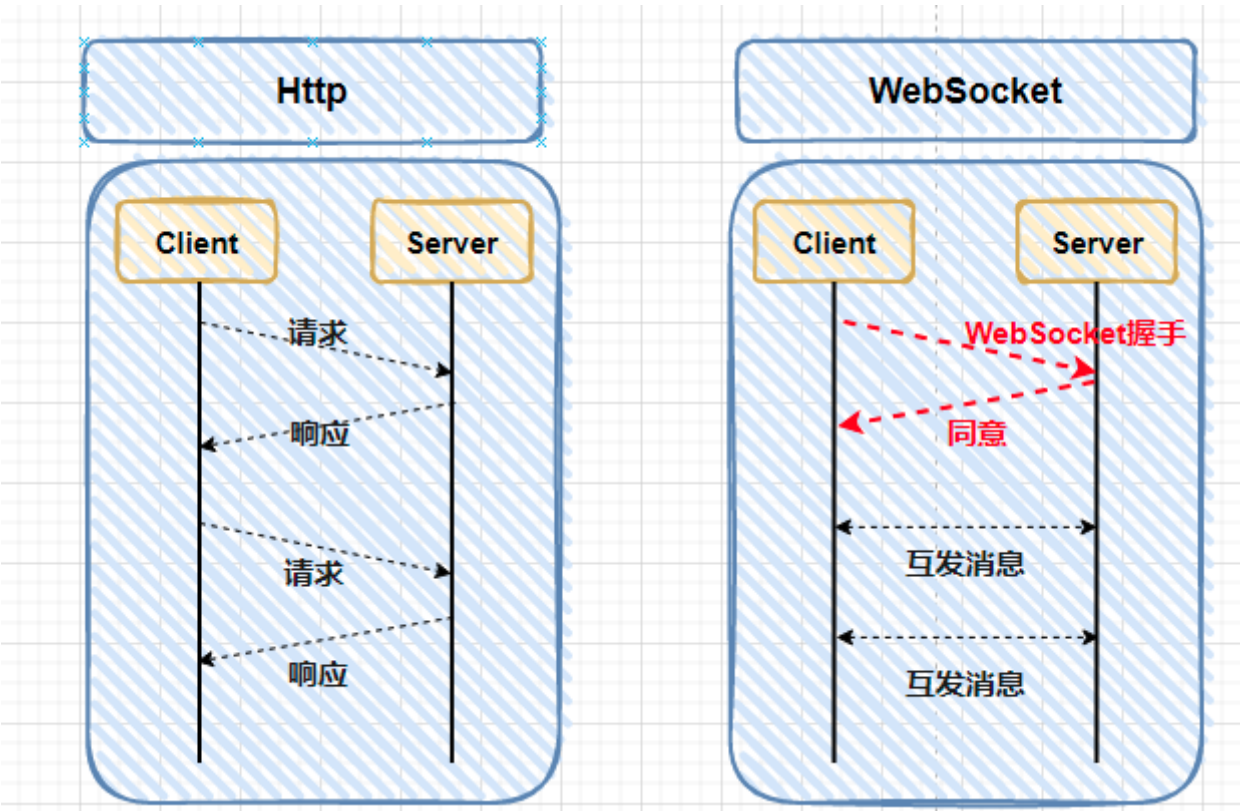 Http
Client
Server
请求
响应
请求
响应
WebSocket
Client
Server
WebSocket握手
同意
互发消息
互发消息